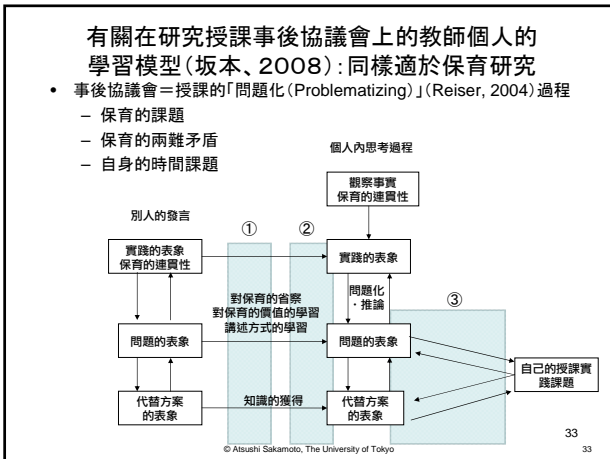 有關在研究授課事後協議會上的教師個人的
學習模型(坂本、2008):同樣適於保育研究
• 事後協議會=授課的「問題化(Problematizing)」(Reiser, 2004)過程
– 保育的課題
– 保育的兩難矛盾
– 自身的時間課題
個人內思考過程
觀察事實
保育的連貫性
別人的發言
①
②
實踐的表象
保育的連貫性
實踐的表象
問題化
・推論
③
對保育的省察
對保育的價值的學習
講述方式的學習
問題的表象
問題的表象
自己的授課實
踐課題
代替方案
的表象
知識的獲得
代替方案
的表象
33
© Atsushi Sakamoto, The University of Tokyo
33